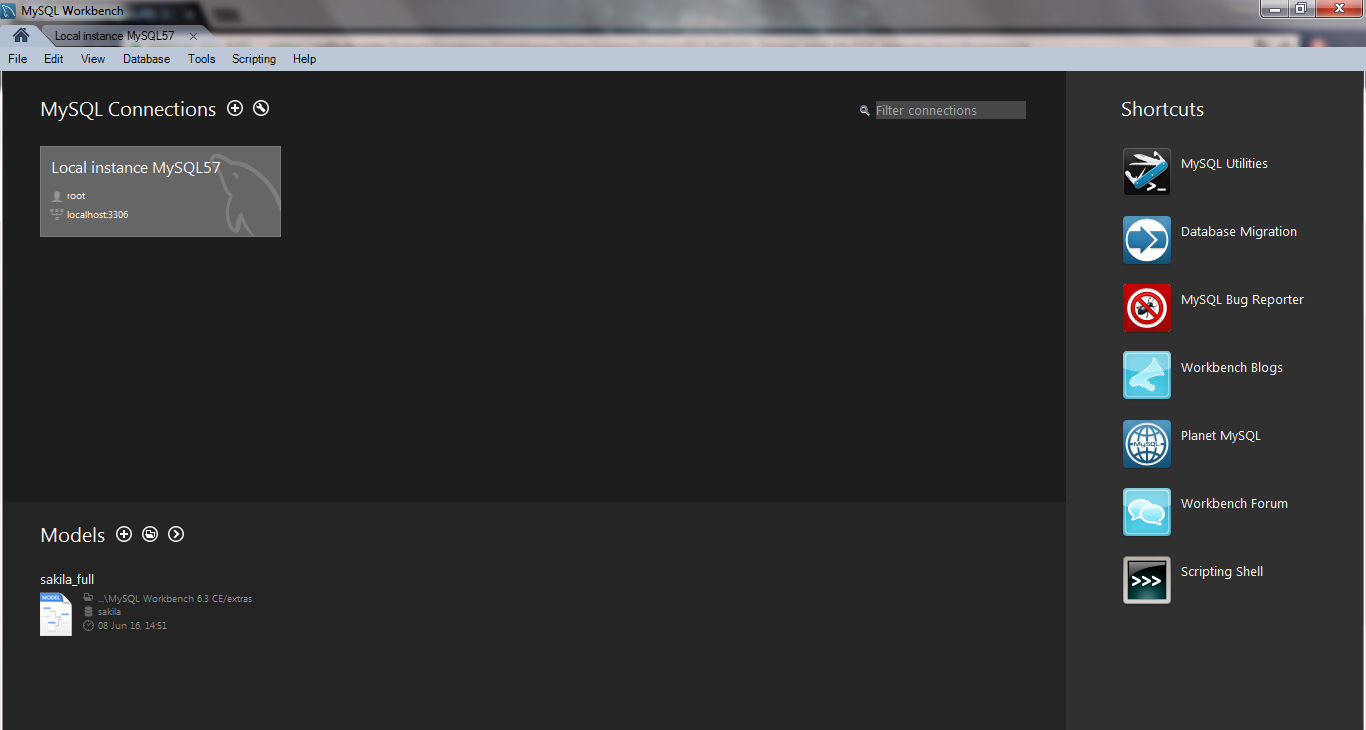 MySQL Workbench
Local instance MySQL57
File Edit View Database Tools Scripting Help
MySQL Connections
Filter connections
Local instance MySQL57
root
localhost:3306
Shortcuts
MySQL Utilities
Database Migration
MySQL Bug Reporter
Workbench Blogs
MySQL
Planet MySQL
Workbench Forum
>>>
Scripting Shell
Models
sakila_full
MODEL
...\MySQL Workbench 6.3 CE/extras
sakila
08 Jun 16, 14:51